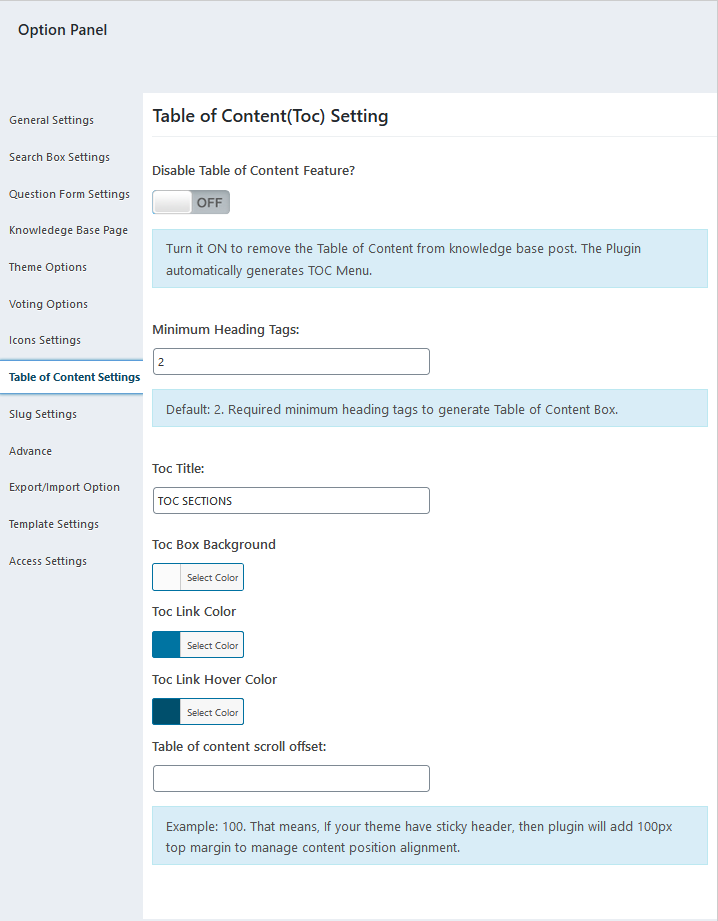 Option Panel
General Settings
Search Box Settings
Question Form Settings
Knowledege Base Page
Theme Options
Voting Options
Icons Settings
Table of Content Settings
Slug Settings
Advance
Export/Import Option
Template Settings
Access Settings
Table of Content(Toc) Setting
Disable Table of Content Feature?
OFF
Turn it ON to remove the Table of Content from knowledge base post. The Plugin
automatically generates TOC Menu.
Minimum Heading Tags:
2
Default: 2. Required minimum heading tags to generate Table of Content Box.
Toc Title:
TOC SECTIONS
Toc Box Background
Select Color
Toc Link Color
Select Color
Toc Link Hover Color
Select Color
Table of content scroll offset:
Example: 100. That means, If your theme have sticky header, then plugin will add 100px
top margin to manage content position alignment.